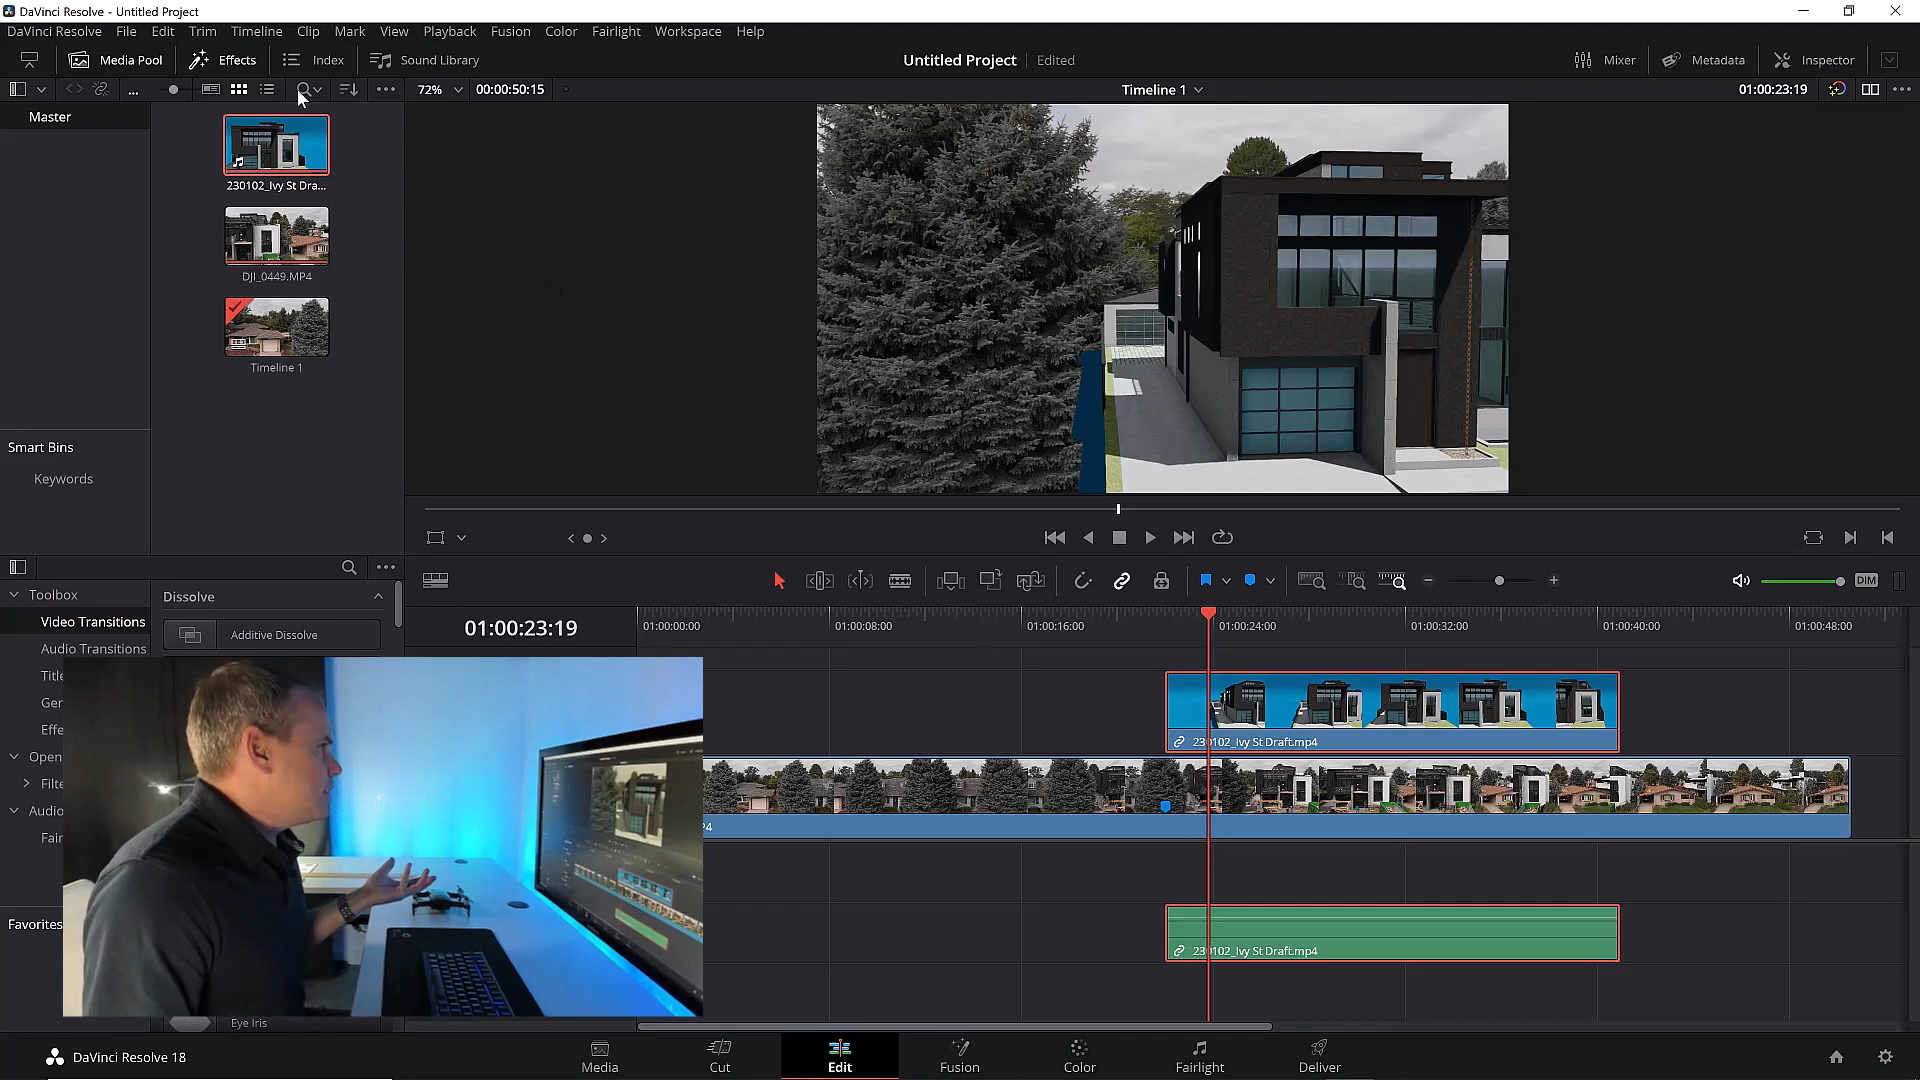 DaVinci Resolve - Untitled Project
DaVinci Resolve File Edit Trim Timeline Clip Mark View Playback Fusion Color Fairlight Workspace Help
Media Pool Effects Index Sound Library Untitled Project Edited Mixer Metadata Inspector
72% 00:00:50:15 Timeline 1 01:00:23:19
Master
230102_Ivy St Dra...
DJI_0449.MP4
Timeline 1
Smart Bins
Keywords
Toolbox
Dissolve
Video Transitions
Additive Dissolve
Audio Transitions
Title
Ger
Effe
Open
Filte
Audio
Fair
Favorites
Eye Iris
DIM
01:00:23:19
01:00:00:00 01:00:08:00 01:00:16:00 01:00:24:00 01:00:32:00 01:00:40:00 01:00:48:00
230102_Ivy St Draft.mp4
P4
230102_Ivy St Draft.mp4
DaVinci Resolve 18
Media Cut Edit Fusion Color Fairlight Deliver